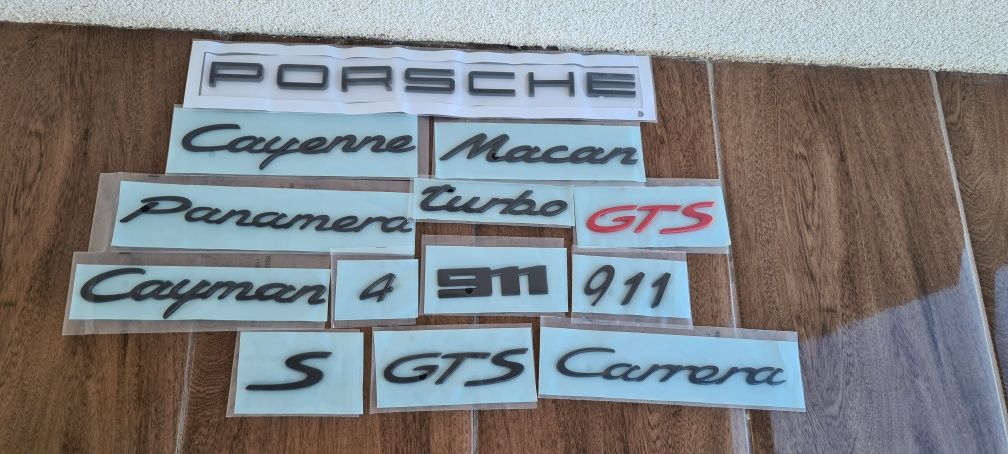 PORSCHE
Cayenne Macan
Panamera turbo GTS
Cayman 4 911 911
S GTS Carrera